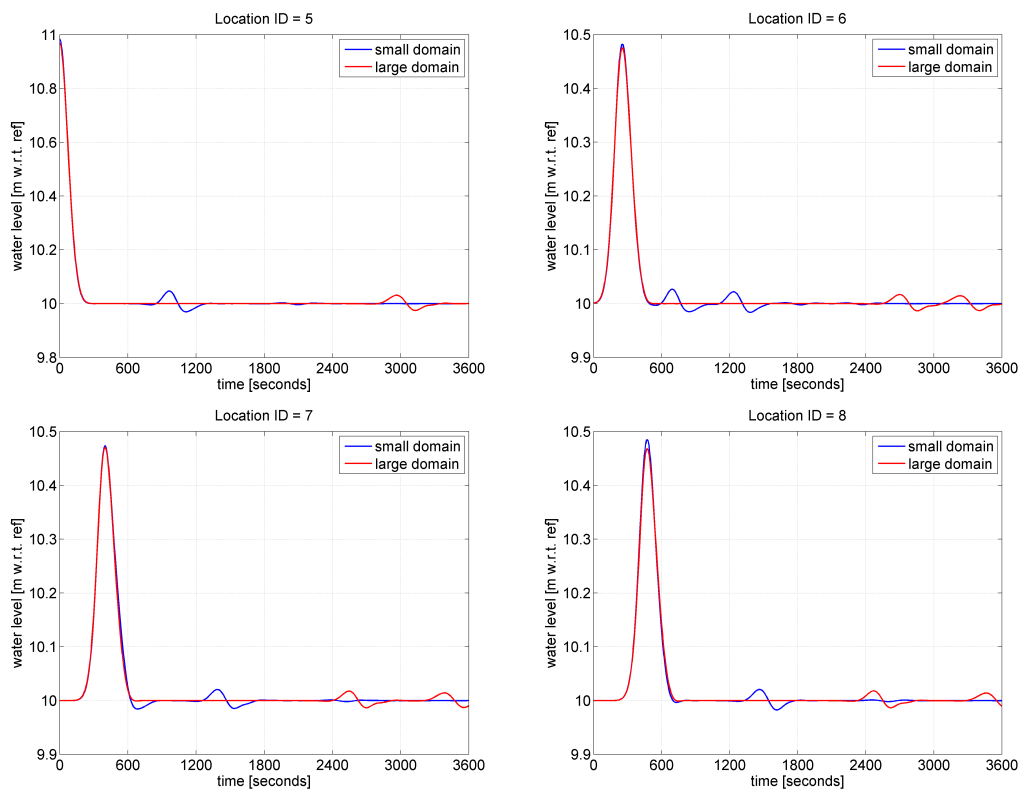 Location ID = 5
small domain
large domain
water level [m w.r.t. ref]
11
10.8
10.6
10.4
10.2
10
9.8
0 600 1200 1800 2400 3000 3600
time [seconds]
Location ID = 6
small domain
large domain
water level [m w.r.t. ref]
10.5
10.4
10.3
10.2
10.1
10
9.9
0 600 1200 1800 2400 3000 3600
time [seconds]
Location ID = 7
small domain
large domain
water level [m w.r.t. ref]
10.5
10.4
10.3
10.2
10.1
10
9.9
0 600 1200 1800 2400 3000 3600
time [seconds]
Location ID = 8
small domain
large domain
water level [m w.r.t. ref]
10.5
10.4
10.3
10.2
10.1
10
9.9
0 600 1200 1800 2400 3000 3600
time [seconds]